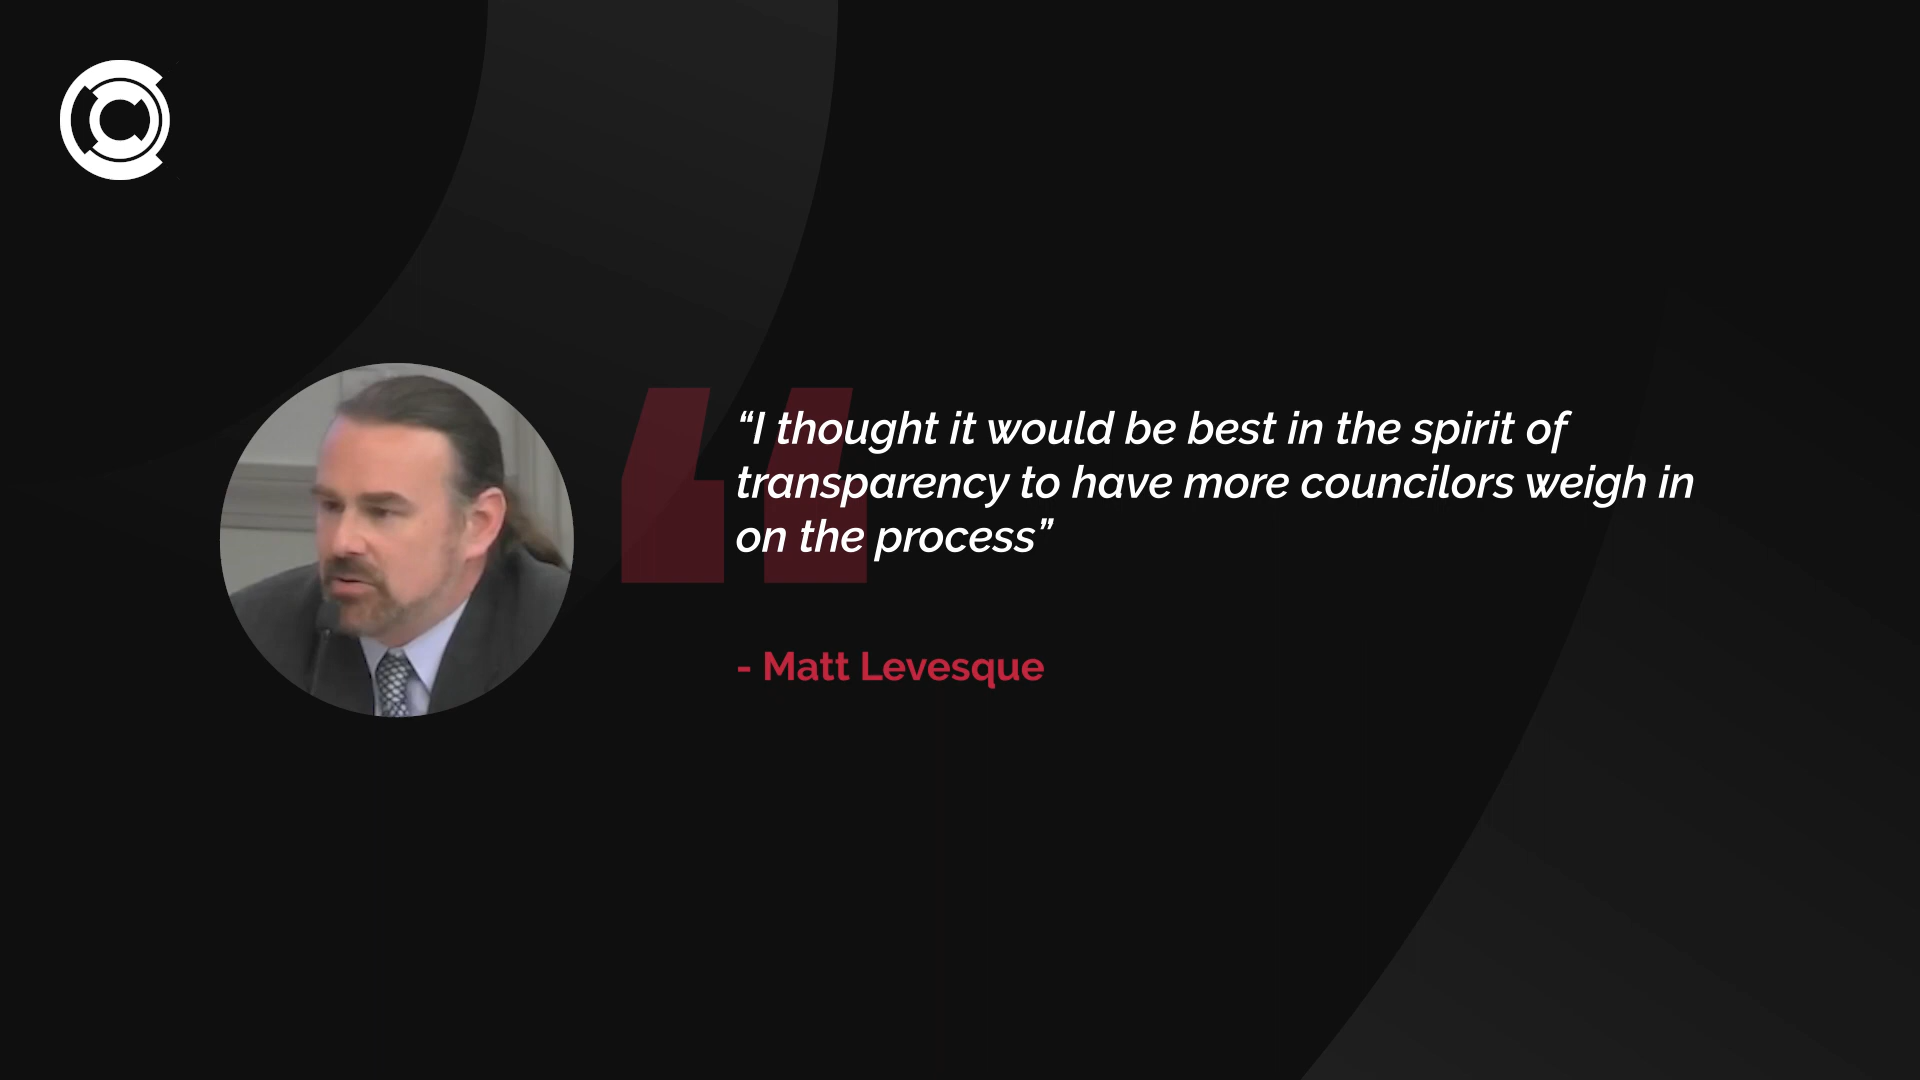 “I thought it would be best in the spirit of
transparency to have more councilors weigh in
on the process”
- Matt Levesque